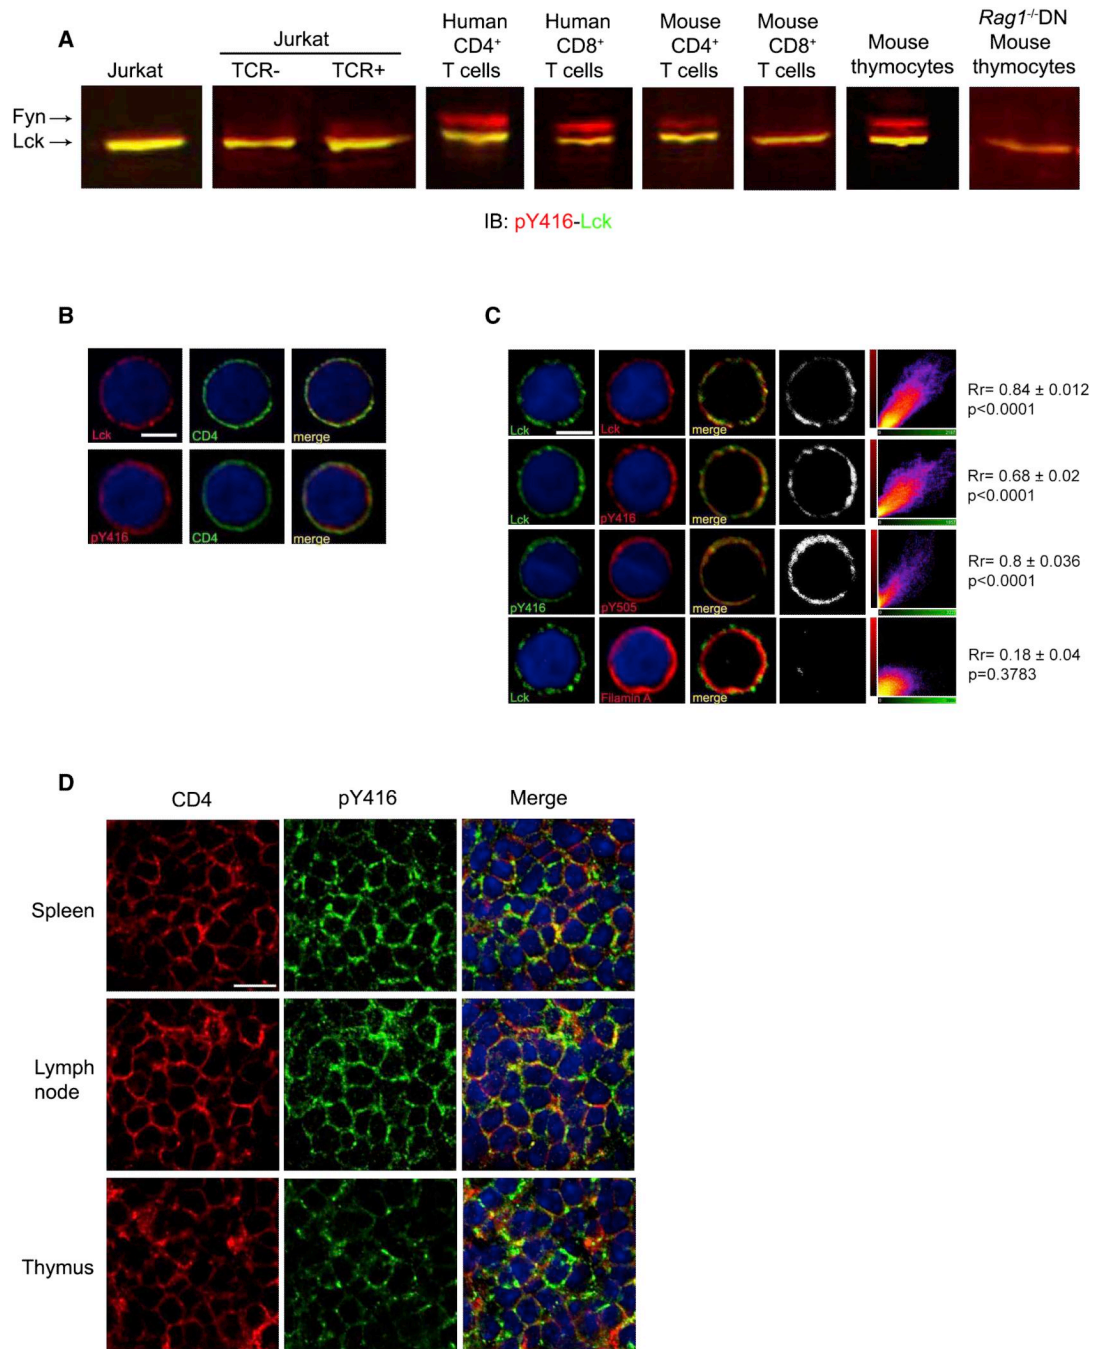 A
Jurkat
Jurkat
TCR- TCR+
Human
CD4+
T cells
Human
CD8+
T cells
Mouse
CD4+
T cells
Mouse
CD8+
T cells
Mouse
thymocytes
Rag1-/-DN
Mouse
thymocytes
Fyn →
Lck →
IB: pY416-Lck
B
Lck CD4 merge
pY416 CD4 merge
C
Lck Lck merge
Rr= 0.84 ± 0.012
p<0.0001
Lck pY416 merge
Rr= 0.68 ± 0.02
p<0.0001
pY416 pY505 merge
Rr= 0.8 ± 0.036
p<0.0001
Lck Filamin A merge
Rr= 0.18 ± 0.04
p=0.3783
D
CD4 pY416 Merge
Spleen
Lymph
node
Thymus